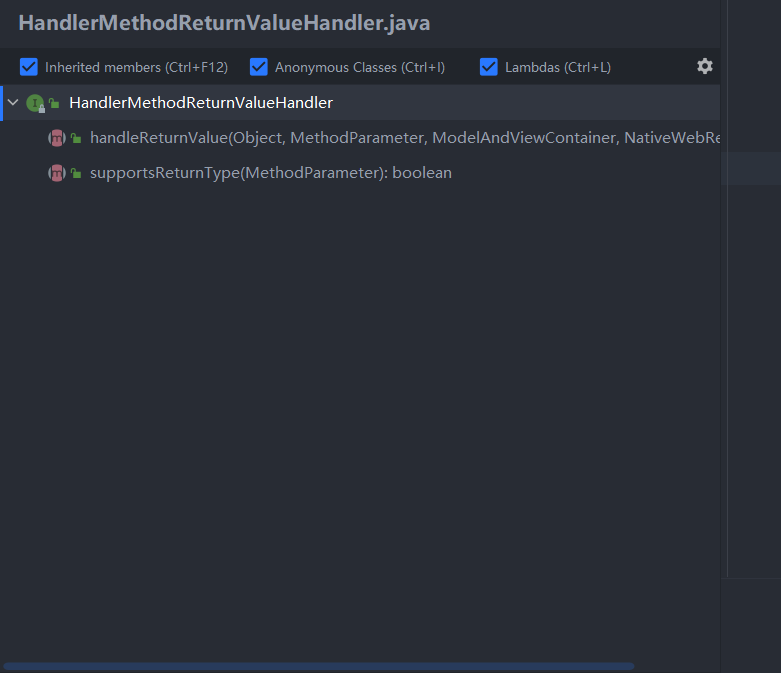 HandlerMethodReturnValueHandler.java
Inherited members (Ctrl+F12) Anonymous Classes (Ctrl+I) Lambdas (Ctrl+L)
I HandlerMethodReturnValueHandler
m handleReturnValue(Object, MethodParameter, ModelAndViewContainer, NativeWebRe
m supportsReturnType(MethodParameter): boolean